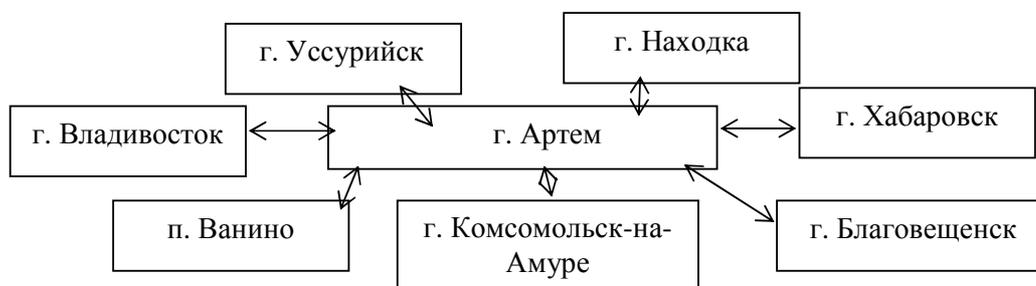 г. Уссурийск
г. Находка
г. Владивосток
г. Артем
г. Хабаровск
п. Ванино
г. Комсомольск-на-
Амуре
г. Благовещенск